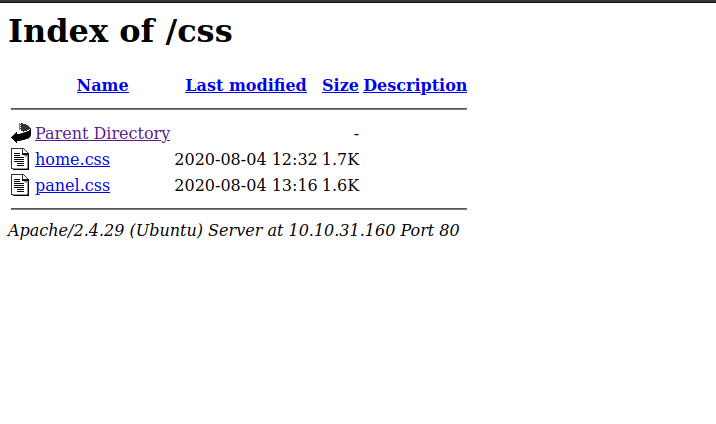 Index of /css
Name Last modified Size Description
Parent Directory -
home.css 2020-08-04 12:32 1.7K
panel.css 2020-08-04 13:16 1.6K
Apache/2.4.29 (Ubuntu) Server at 10.10.31.160 Port 80